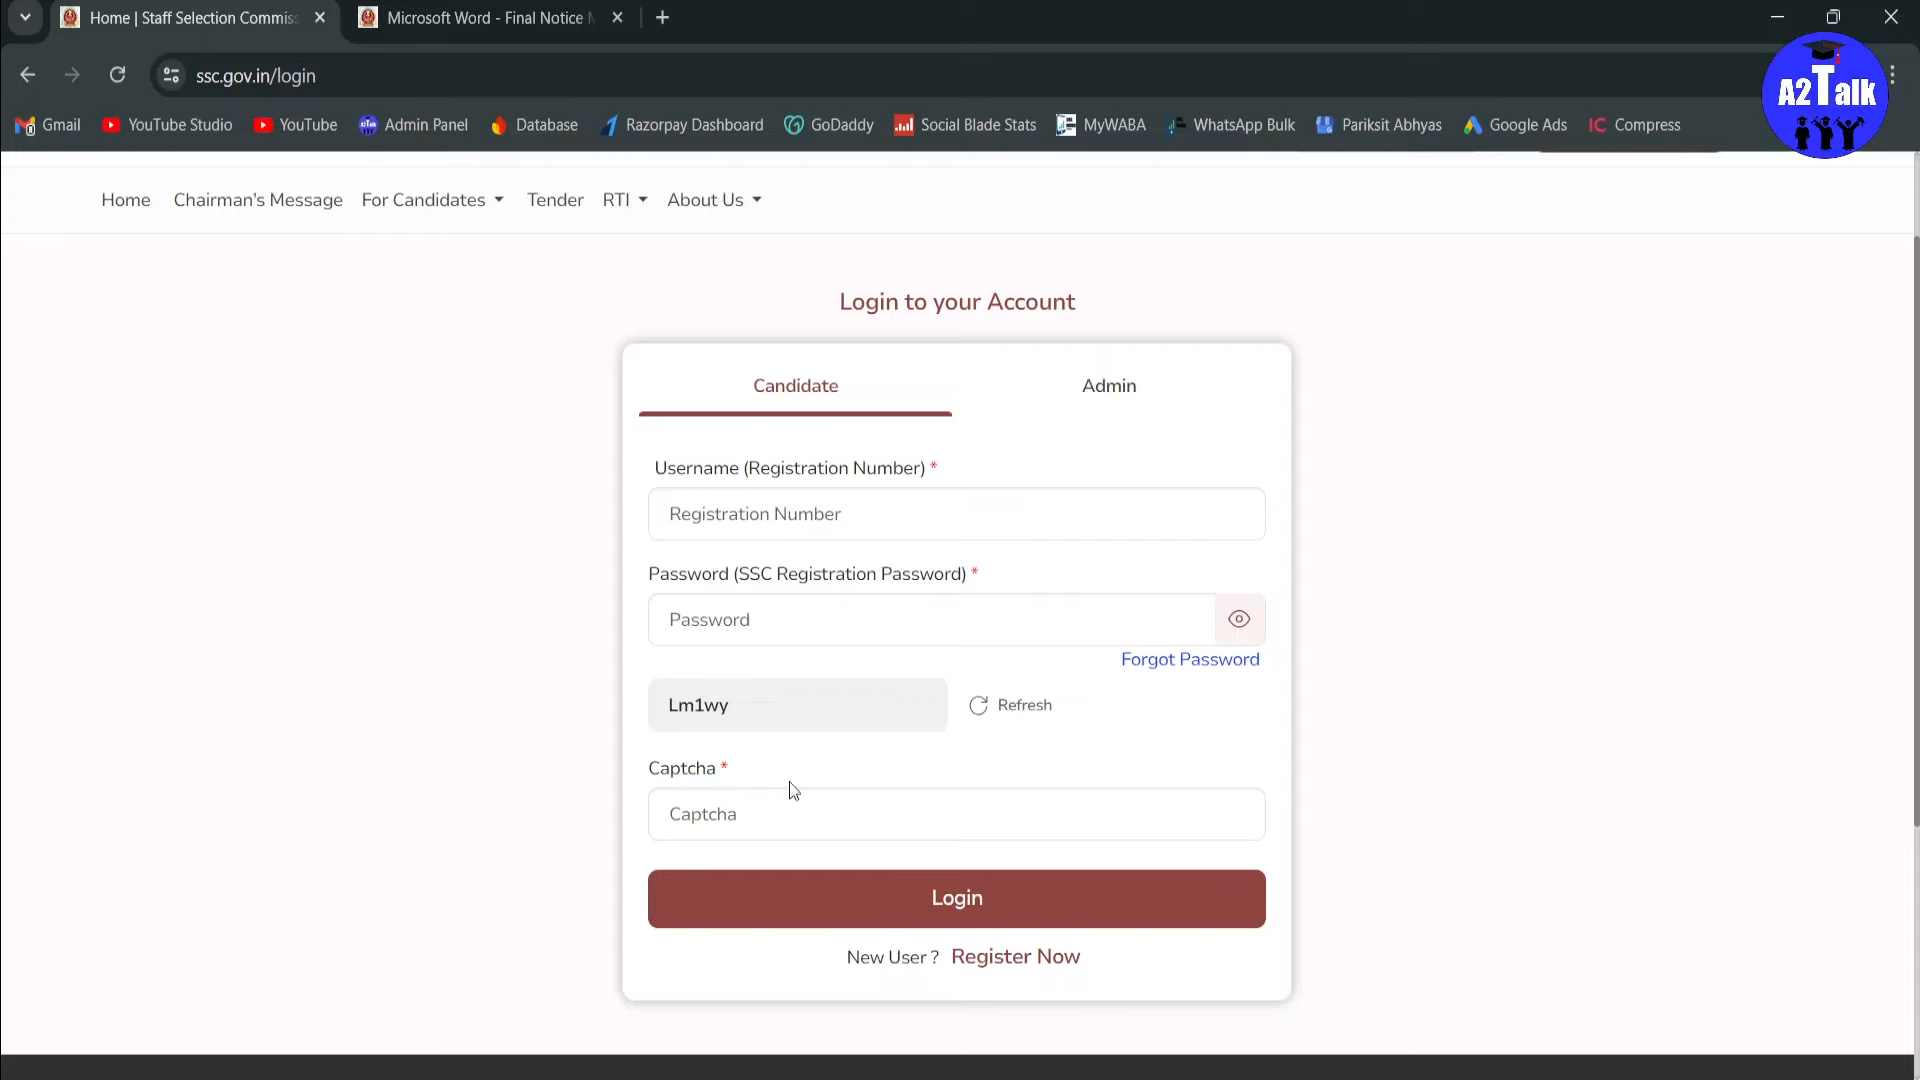 Home | Staff Selection Commiss
Microsoft Word - Final Notice M
ssc.gov.in/login
Gmail YouTube Studio YouTube Admin Panel Database Razorpay Dashboard GoDaddy Social Blade Stats MyWABA WhatsApp Bulk Pariksit Abhyas Google Ads IC Compress
A2Talk
Home Chairman's Message For Candidates Tender RTI About Us
Login to your Account
Candidate Admin
Username (Registration Number) *
Registration Number
Password (SSC Registration Password) *
Password
Forgot Password
Lm1wy Refresh
Captcha *
Captcha
Login
New User ? Register Now